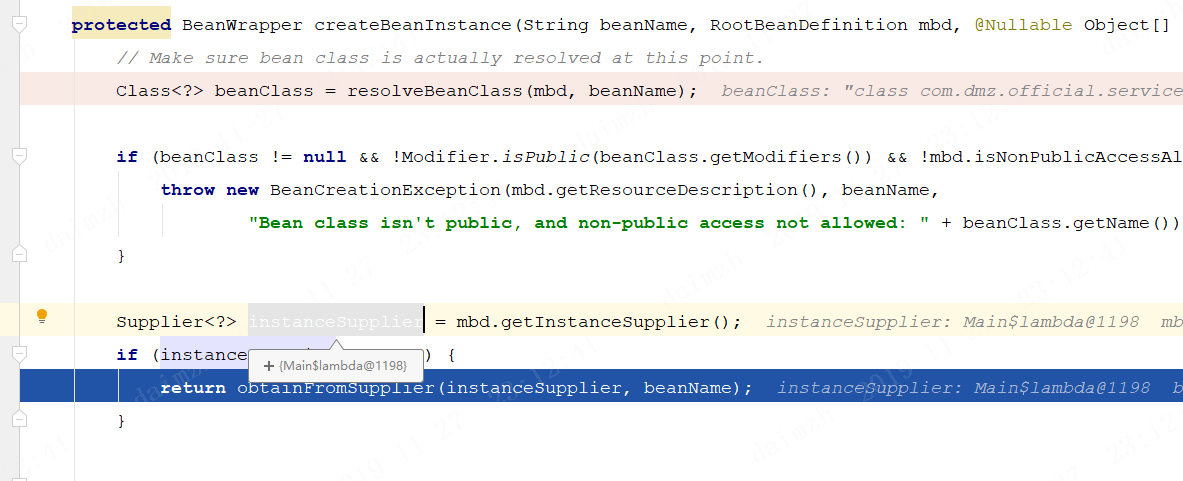 protected BeanWrapper createBeanInstance(String beanName, RootBeanDefinition mbd, @Nullable Object[]
// Make sure bean class is actually resolved at this point.
Class<?> beanClass = resolveBeanClass(mbd, beanName);  beanClass: "class com.dmz.official.service
if (beanClass != null && !Modifier.isPublic(beanClass.getModifiers()) && !mbd.isNonPublicAccessAl
throw new BeanCreationException(mbd.getResourceDescription(), beanName,
"Bean class isn't public, and non-public access not allowed: " + beanClass.getName())
}
Supplier<?> instanceSupplier = mbd.getInstanceSupplier();  instanceSupplier: Main$lambda@1198  mb
if (instance ) {
+ {Main$lambda@1198}
return obtainFromSupplier(instanceSupplier, beanName);  instanceSupplier: Main$lambda@1198  b
}